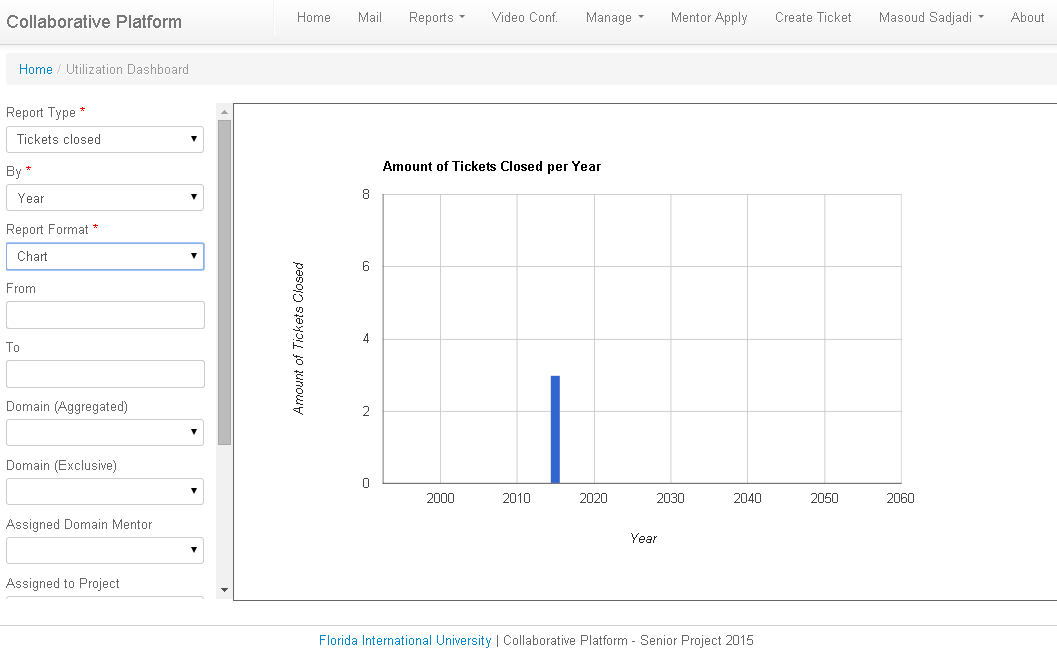 Collaborative Platform
Home Mail Reports Video Conf. Manage Mentor Apply Create Ticket Masoud Sadjadi About
Home / Utilization Dashboard
Report Type *
Tickets closed
By *
Year
Report Format *
Chart
From
To
Domain (Aggregated)
Domain (Exclusive)
Assigned Domain Mentor
Assigned to Project
Amount of Tickets Closed per Year
Amount of Tickets Closed
8
6
4
2
0
2000 2010 2020 2030 2040 2050 2060
Year
Florida International University | Collaborative Platform - Senior Project 2015